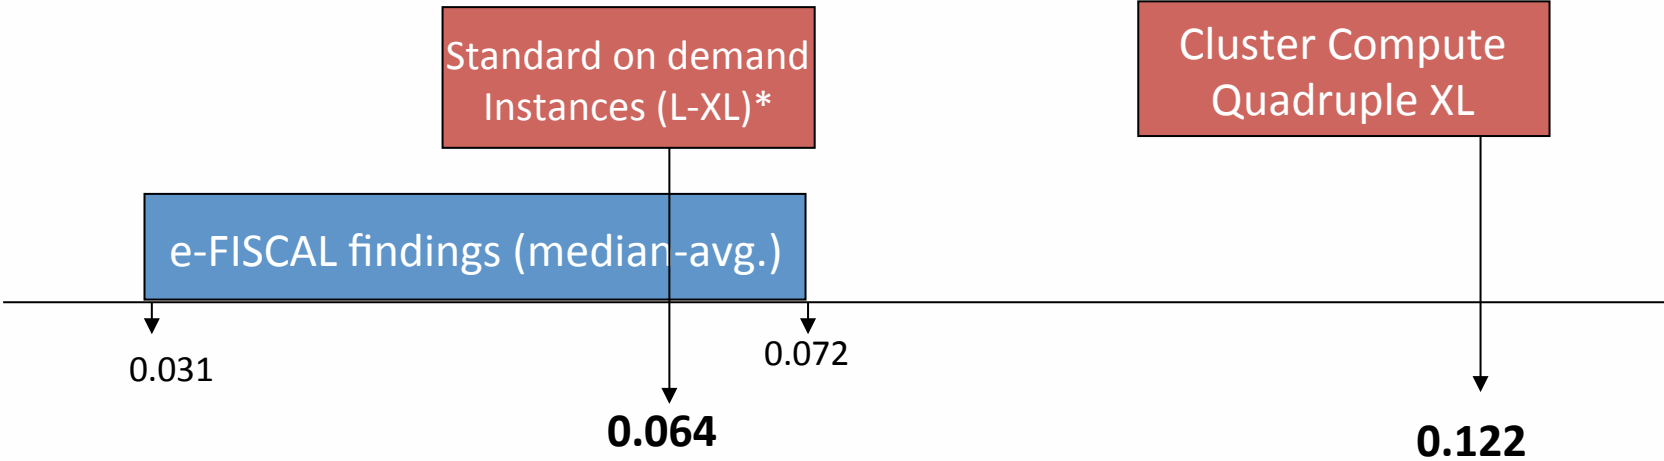 Standard on demand
Instances (L-XL)*
Cluster Compute
Quadruple XL
e-FISCAL findings (median-avg.)
0.031
0.072
0.064
0.122